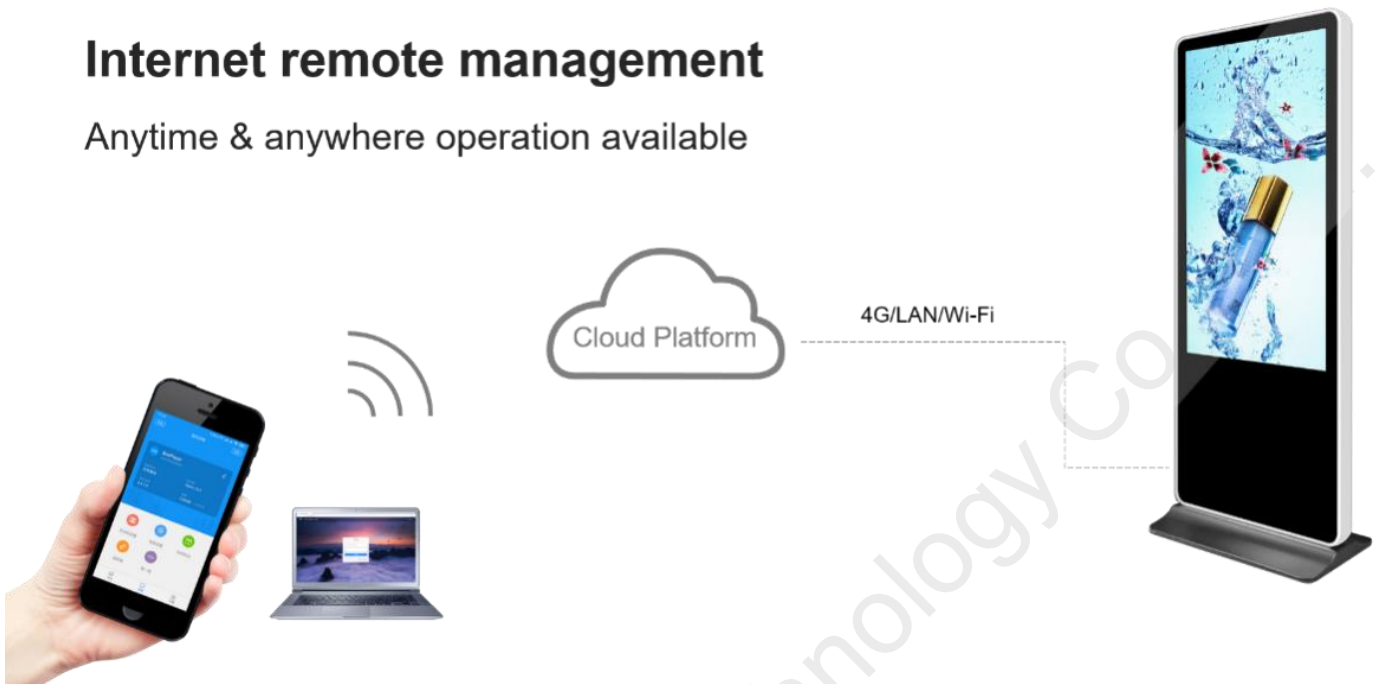 Internet remote management
Anytime & anywhere operation available
4G/LAN/Wi-Fi
Cloud Platform